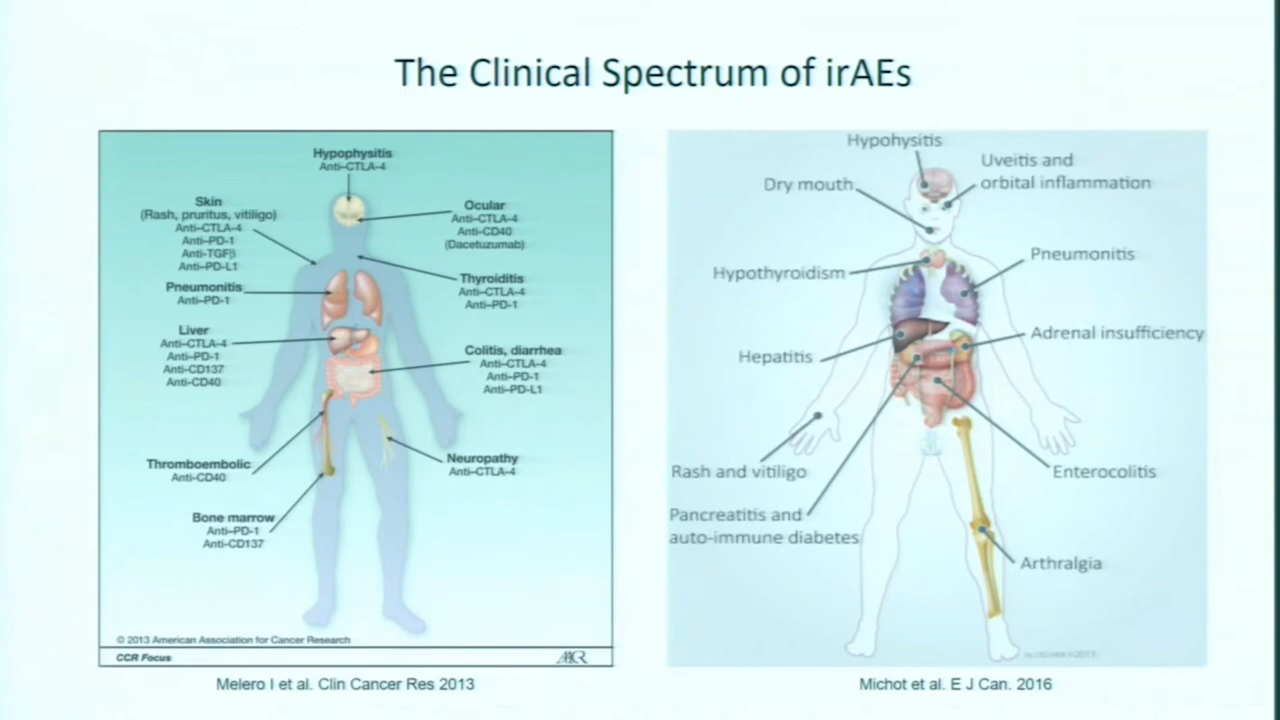 The Clinical Spectrum of irAEs
Hypophysitis
Anti–CTLA-4
Skin
(Rash, pruritus, vitiligo)
Anti–CTLA-4
Anti–PD-1
Anti-TGFβ
Anti–PD-L1
Ocular
Anti–CTLA-4
Anti-CD40
(Dacetuzumab)
Thyroiditis
Anti–CTLA-4
Anti–PD-1
Pneumonitis
Anti–PD-1
Liver
Anti–CTLA-4
Anti–PD-1
Anti-CD137
Anti-CD40
Colitis, diarrhea
Anti–CTLA-4
Anti–PD-1
Anti–PD-L1
Thromboembolic
Anti-CD40
Neuropathy
Anti–CTLA-4
Bone marrow
Anti–PD-1
Anti-CD137
© 2013 American Association for Cancer Research
CCR Focus
AACR
Melero I et al. Clin Cancer Res 2013
Hypohysitis
Uveitis and
orbital inflammation
Dry mouth
Hypothyroidism
Pneumonitis
Adrenal insufficiency
Hepatitis
Rash and vitiligo
Enterocolitis
Pancreatitis and
auto-immune diabetes
Arthralgia
Michot et al. E J Can. 2016